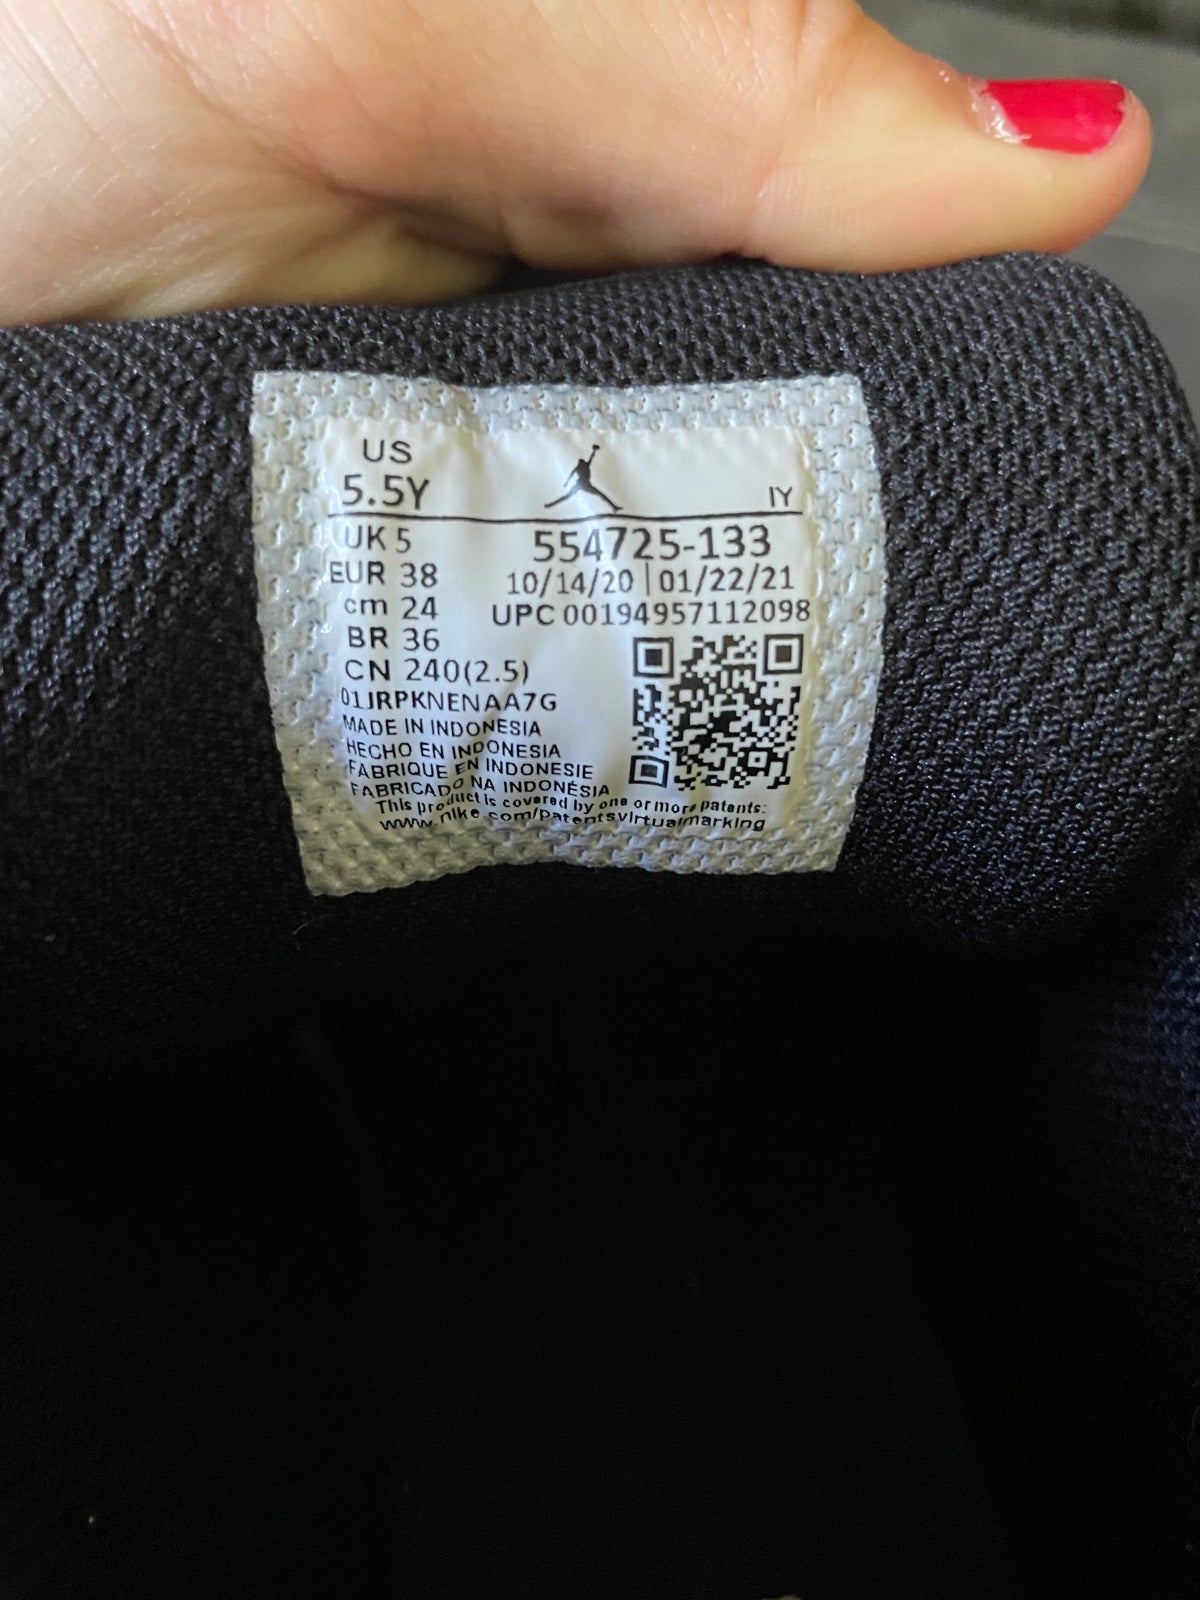 US
5.5Y
IY
UK 5
554725-133
EUR 38
10/14/20 | 01/22/21
cm 24
UPC 00194957112098
BR 36
CN 240(2.5)
01JRPKNENAA7G
MADE IN INDONESIA
HECHO EN INDONESIA
FABRIQUE EN INDONESIE
FABRICADO NA INDONÉSIA
This product is covered by one or more patents:
www.nike.com/patentsvirtualmarking